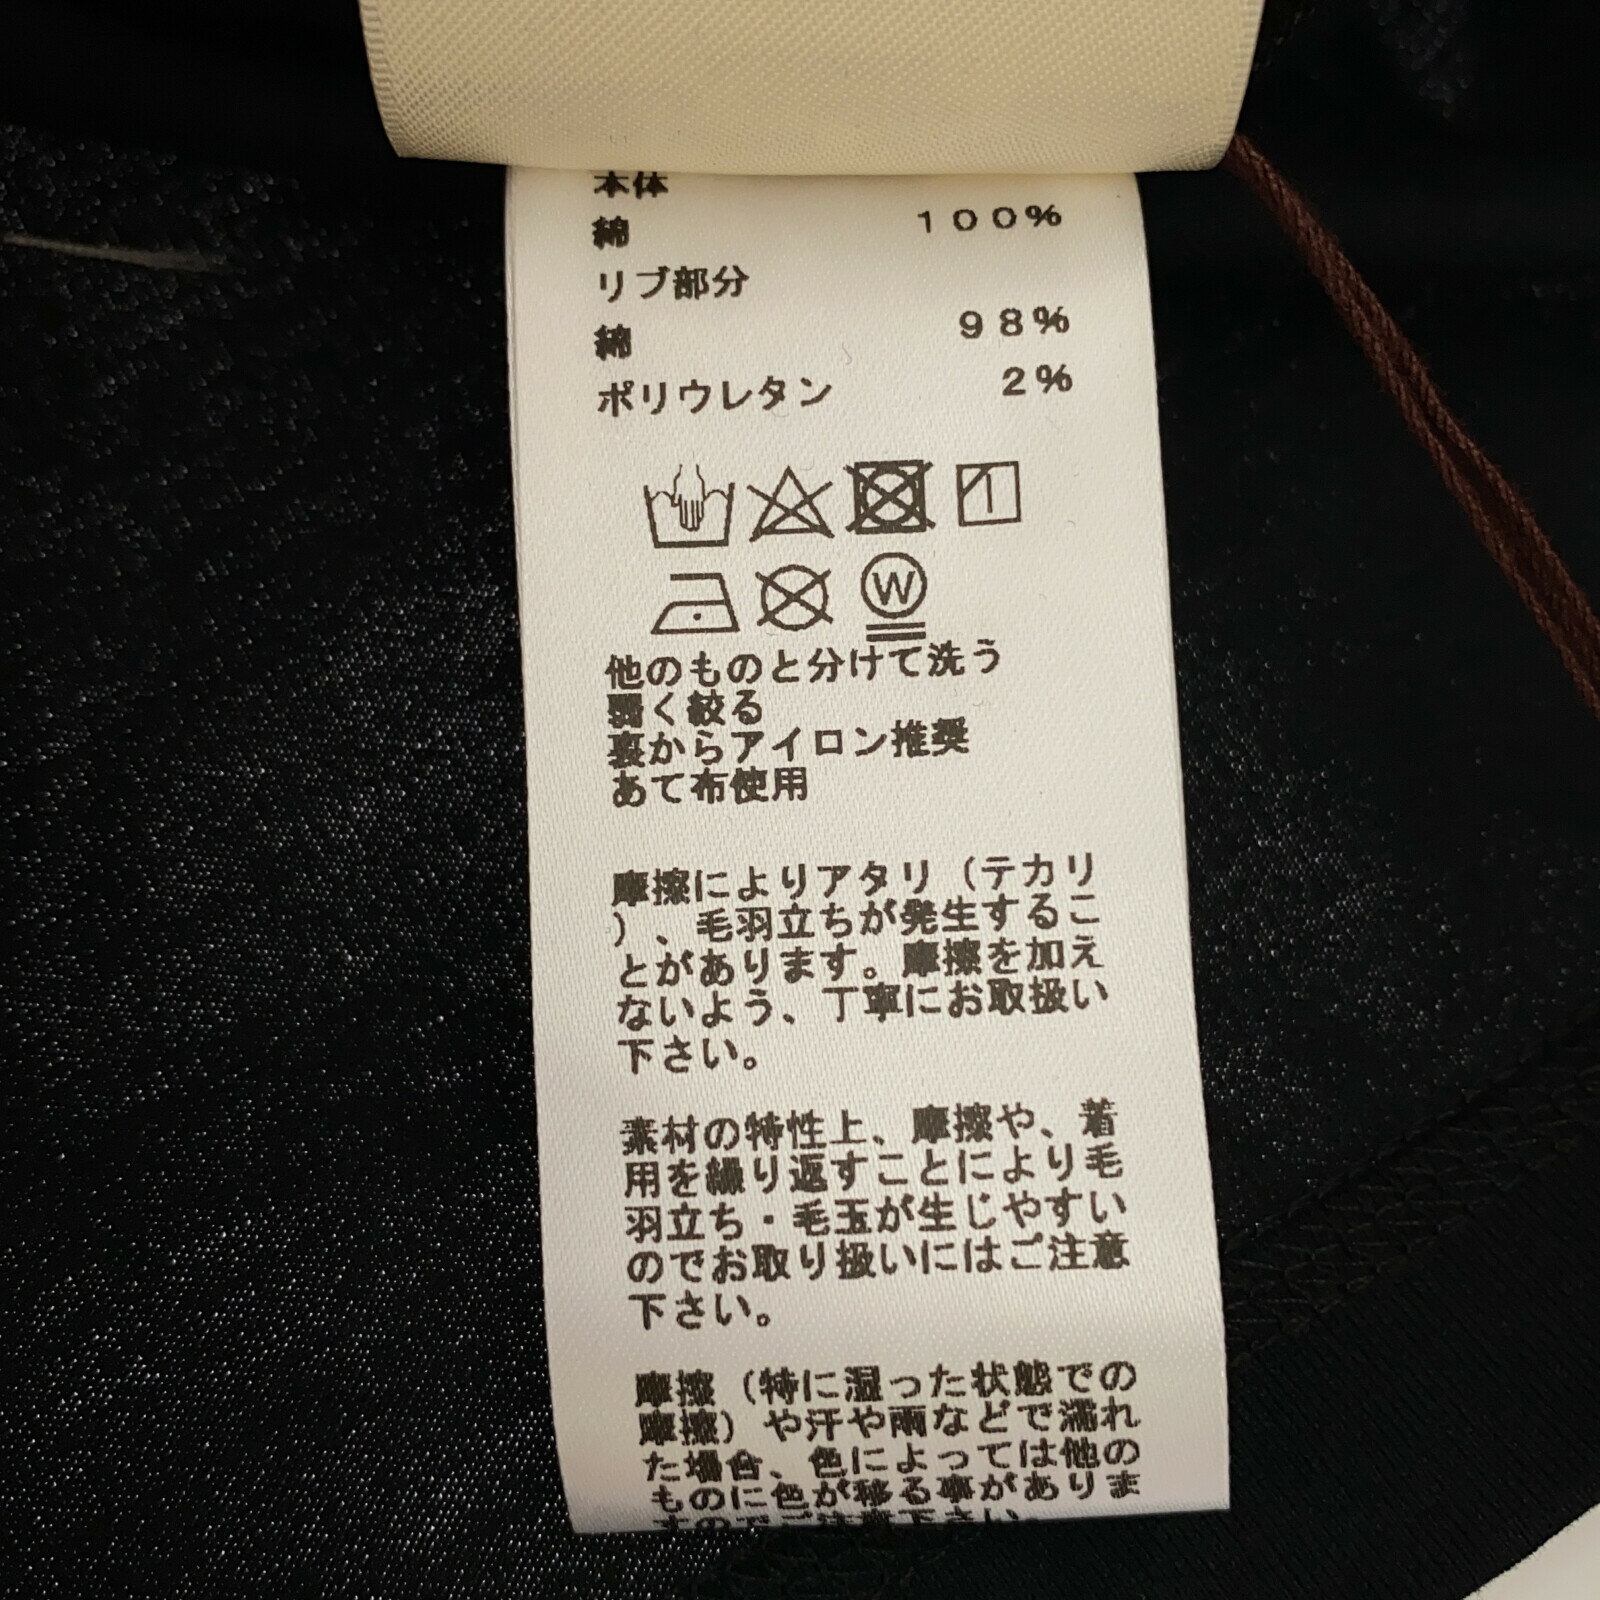 本体
綿 100%
リブ部分
綿 98%
ポリウレタン 2%
W
他のものと分けて洗う
弱く絞る
裏からアイロン推奨
あて布使用
摩擦によりアタリ（テカリ
）、毛羽立ちが発生するこ
とがあります。摩擦を加え
ないよう、丁寧にお取扱い
下さい。
素材の特性上、摩擦や、着
用を繰り返すことにより毛
羽立ち・毛玉が生じやすい
のでお取り扱いにはご注意
下さい。
摩擦（特に湿った状態での
摩擦）や汗や雨などで濡れ
た場合、色によっては他の
ものに色が移る事がありま
すのでご注意下さい。